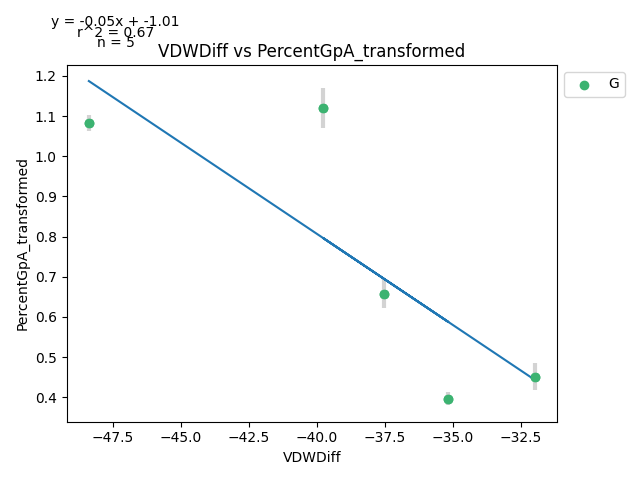 y = -0.05x + -1.01
r^2 = 0.67
n = 5
VDWDiff vs PercentGpA_transformed
G
PercentGpA_transformed
1.2
1.1
1.0
0.9
0.8
0.7
0.6
0.5
0.4
−47.5 −45.0 −42.5 −40.0 −37.5 −35.0 −32.5
VDWDiff